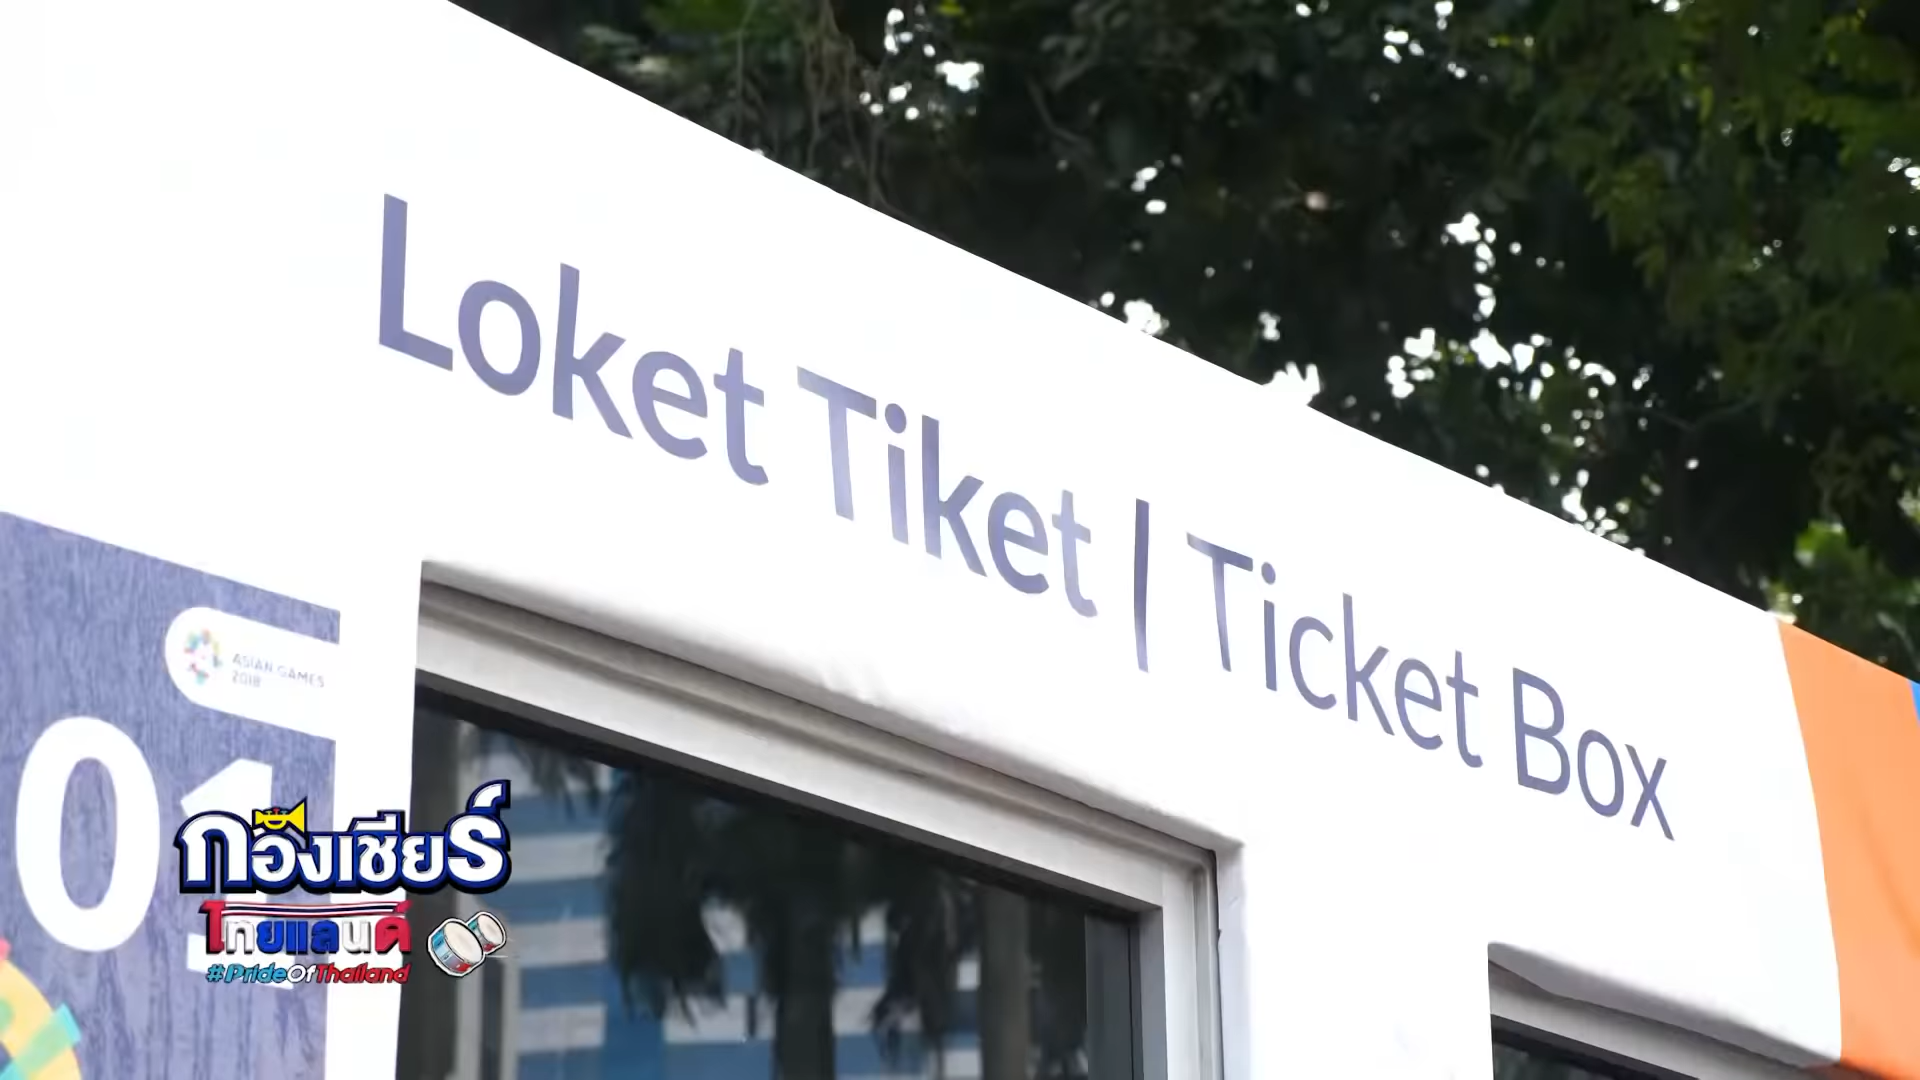 Loket Tiket | Ticket Box
ASIAN GAMES
2018
01
กองเชียร์
ไทยแลนด์
#PrideOfThailand